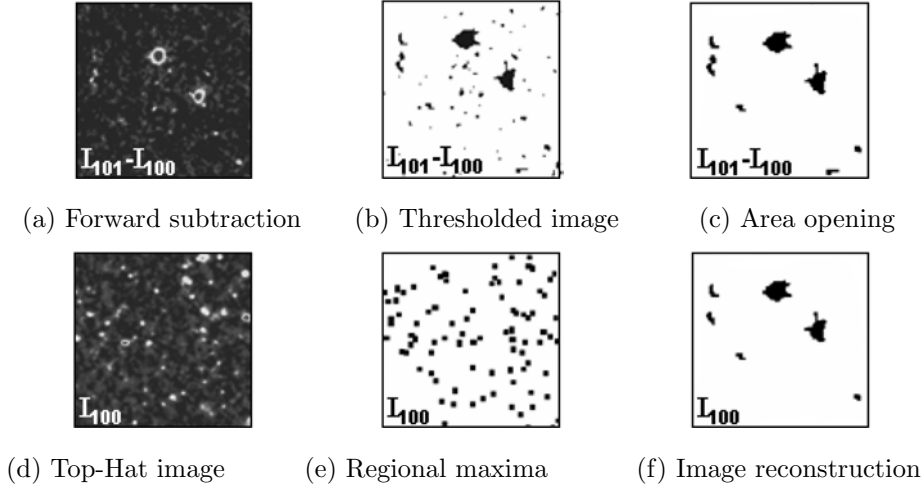 I₁₀₁-I₁₀₀
I₁₀₁-I₁₀₀
I₁₀₁-I₁₀₀
(a) Forward subtraction
(b) Thresholded image
(c) Area opening
I₁₀₀
I₁₀₀
I₁₀₀
(d) Top-Hat image
(e) Regional maxima
(f) Image reconstruction